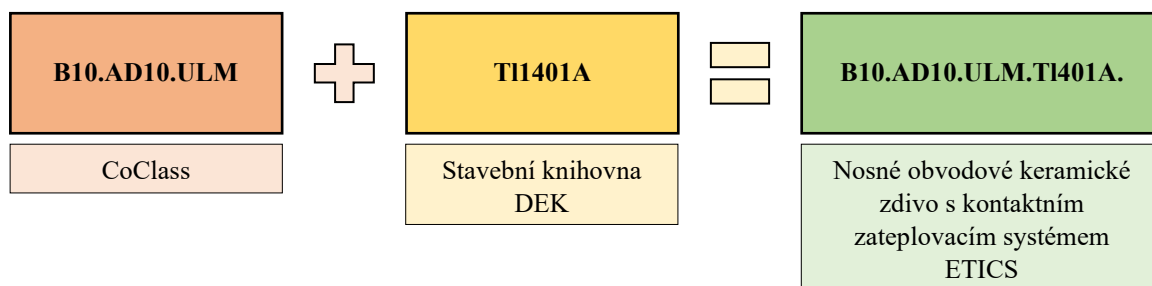 B10.AD10.ULM
Tl1401A
B10.AD10.ULM.Tl401A.
CoClass
Stavební knihovna
DEK
Nosné obvodové keramické
zdivo s kontaktním
zateplovacím systémem
ETICS